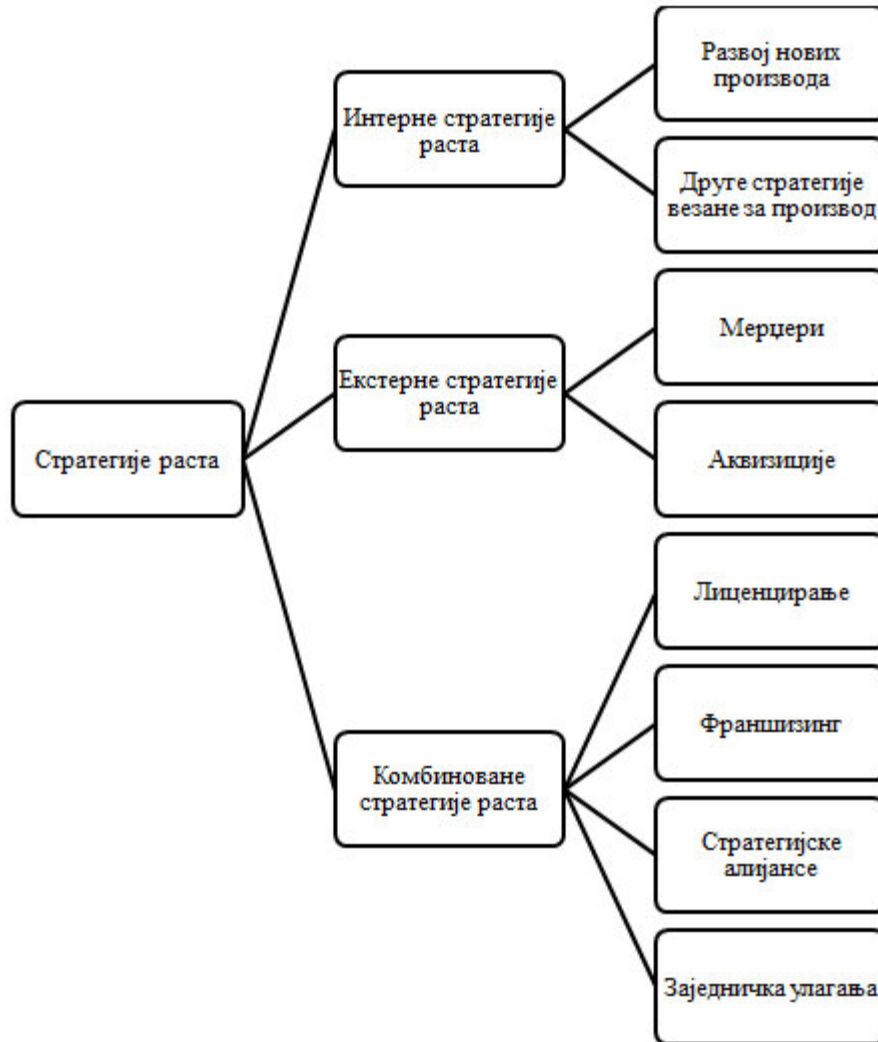 Стратегије раста
Интерне стратегије
раста
Развој нових
производа
Друге стратегије
везане за производ
Екстерне стратегије
раста
Мерџери
Аквизиције
Комбиноване
стратегије раста
Лиценцирање
Франшизинг
Стратегијске
алијансе
Заједничка улагања